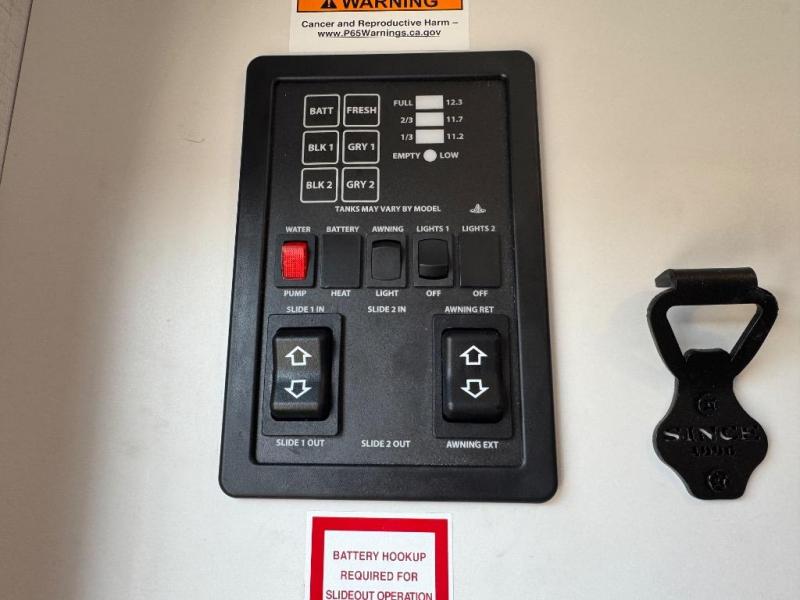 WARNING
Cancer and Reproductive Harm –
www.P65Warnings.ca.gov
BATT FRESH FULL 12.3
2/3 11.7
BLK 1 GRY 1 1/3 11.2
EMPTY LOW
BLK 2 GRY 2
TANKS MAY VARY BY MODEL
WATER BATTERY AWNING LIGHTS 1 LIGHTS 2
PUMP HEAT LIGHT OFF OFF
SLIDE 1 IN SLIDE 2 IN AWNING RET
SLIDE 1 OUT SLIDE 2 OUT AWNING EXT
SINCE
1996
BATTERY HOOKUP
REQUIRED FOR
SLIDEOUT OPERATION